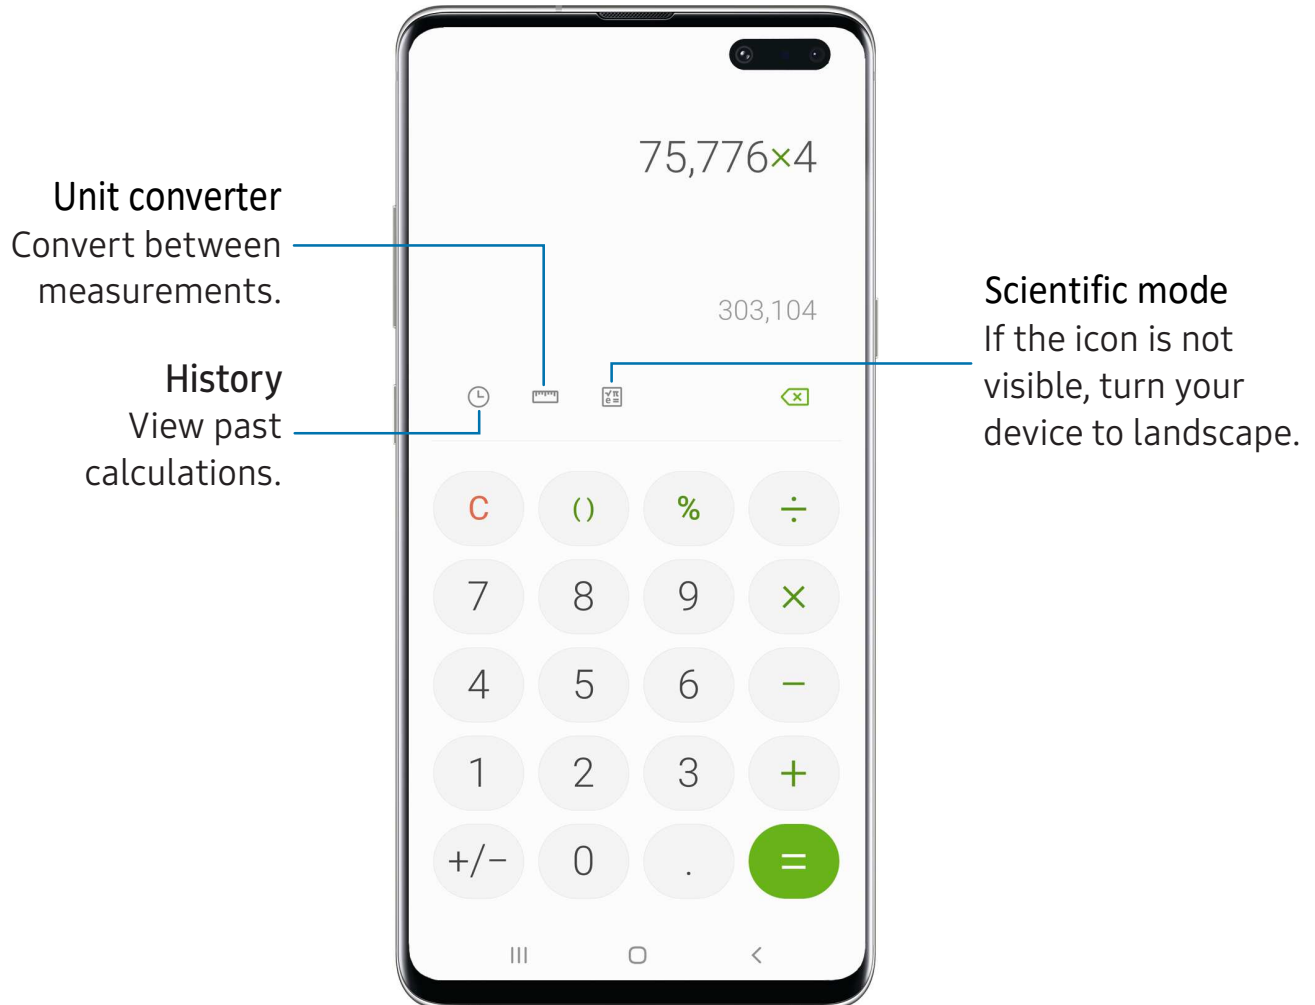 75,776×4
Unit converter
Convert between
measurements.
303,104
Scientific mode
If the icon is not
visible, turn your
device to landscape.
History
View past
calculations.
√π
e=
C
()
%
÷
7
8
9
×
4
5
6
−
1
2
3
+
+/−
0
.
=